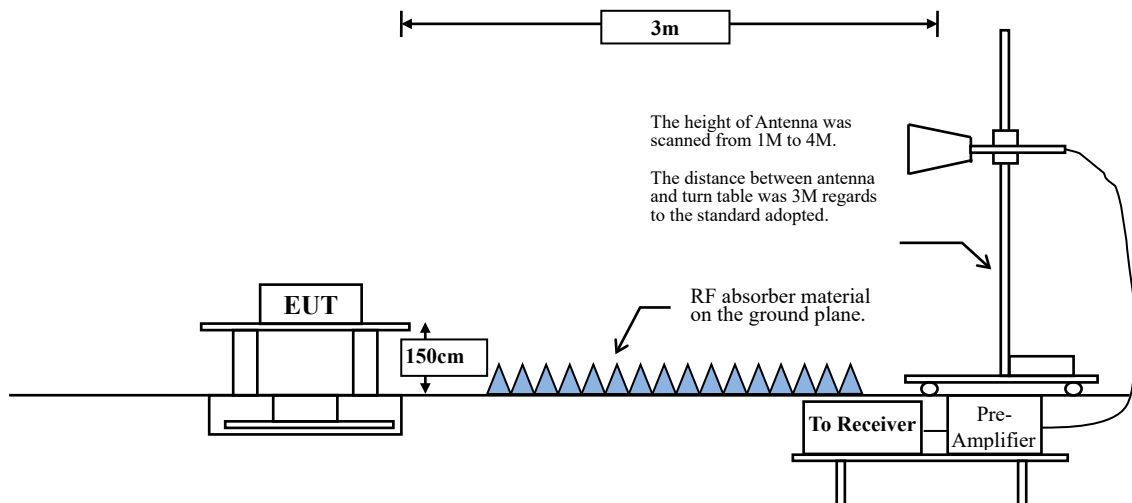 3m
The height of Antenna was
scanned from 1M to 4M.
The distance between antenna
and turn table was 3M regards
to the standard adopted.
EUT
RF absorber material
on the ground plane.
150cm
To Receiver
Pre-
Amplifier